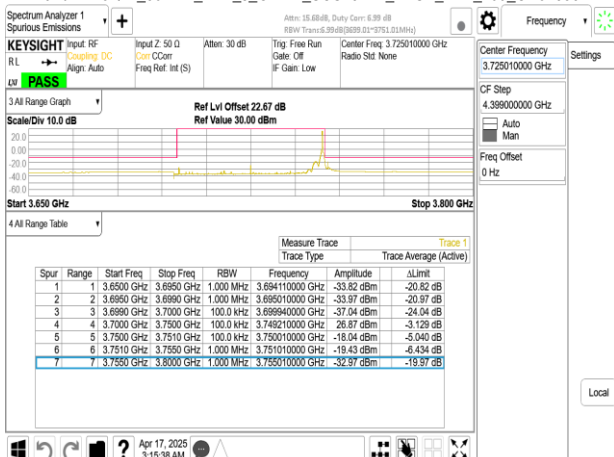 Spectrum Analyzer 1
Spurious Emissions
Attn: 15.68dB, Duty Corr: 6.99 dB
RBW Trans:6.99dB(3699.01~3751.01MHz)
Frequency
KEYSIGHT
RL
PASS
Input: RF
Coupling: DC
Align: Auto
Input Z: 50 Ω
Corr CCorr
Freq Ref: Int (S)
Atten: 30 dB
Trig: Free Run
Gate: Off
IF Gain: Low
Center Freq: 3.725010000 GHz
Radio Std: None
Center Frequency
3.725010000 GHz
Settings
CF Step
4.399000000 GHz
Auto
Man
Freq Offset
0 Hz
3 All Range Graph
Scale/Div 10.0 dB
Ref Lvl Offset 22.67 dB
Ref Value 30.00 dBm
20.0
0.00
-20.0
-40.0
-60.0
Start 3.650 GHz
Stop 3.800 GHz
4 All Range Table
Measure Trace Trace 1
Trace Type Trace Average (Active)
Spur Range Start Freq Stop Freq RBW Frequency Amplitude ΔLimit
1 1 3.6500 GHz 3.6950 GHz 1.000 MHz 3.694110000 GHz -33.82 dBm -20.82 dB
2 2 3.6950 GHz 3.6990 GHz 1.000 MHz 3.695010000 GHz -33.97 dBm -20.97 dB
3 3 3.6990 GHz 3.7000 GHz 100.0 kHz 3.699940000 GHz -37.04 dBm -24.04 dB
4 4 3.7000 GHz 3.7500 GHz 100.0 kHz 3.749210000 GHz 26.87 dBm -3.129 dB
5 5 3.7500 GHz 3.7510 GHz 100.0 kHz 3.750010000 GHz -18.04 dBm -5.040 dB
6 6 3.7510 GHz 3.7550 GHz 1.000 MHz 3.751010000 GHz -19.43 dBm -6.434 dB
7 7 3.7550 GHz 3.8000 GHz 1.000 MHz 3.755010000 GHz -32.97 dBm -19.97 dB
Local
Apr 17, 2025
3:15:38 AM